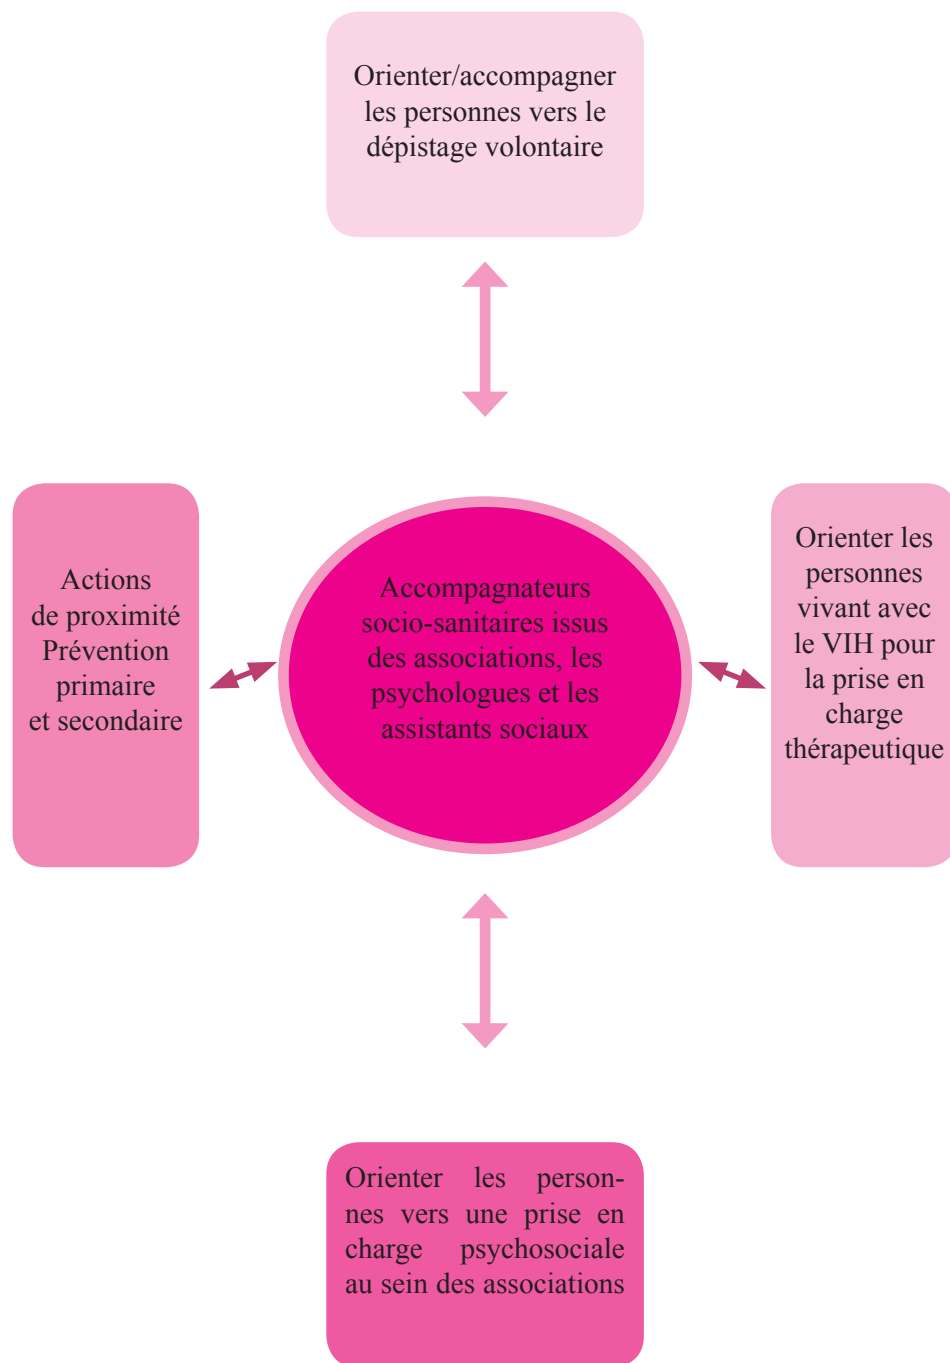 Orienter/accompagner
les personnes vers le
dépistage volontaire
Actions
de proximité
Prévention
primaire
et secondaire
Accompagnateurs
socio-sanitaires issus
des associations, les
psychologues et les
assistants sociaux
Orienter les
personnes
vivant avec
le VIH pour
la prise en
charge
thérapeutique
Orienter les person-
nes vers une prise en
charge psychosociale
au sein des associations